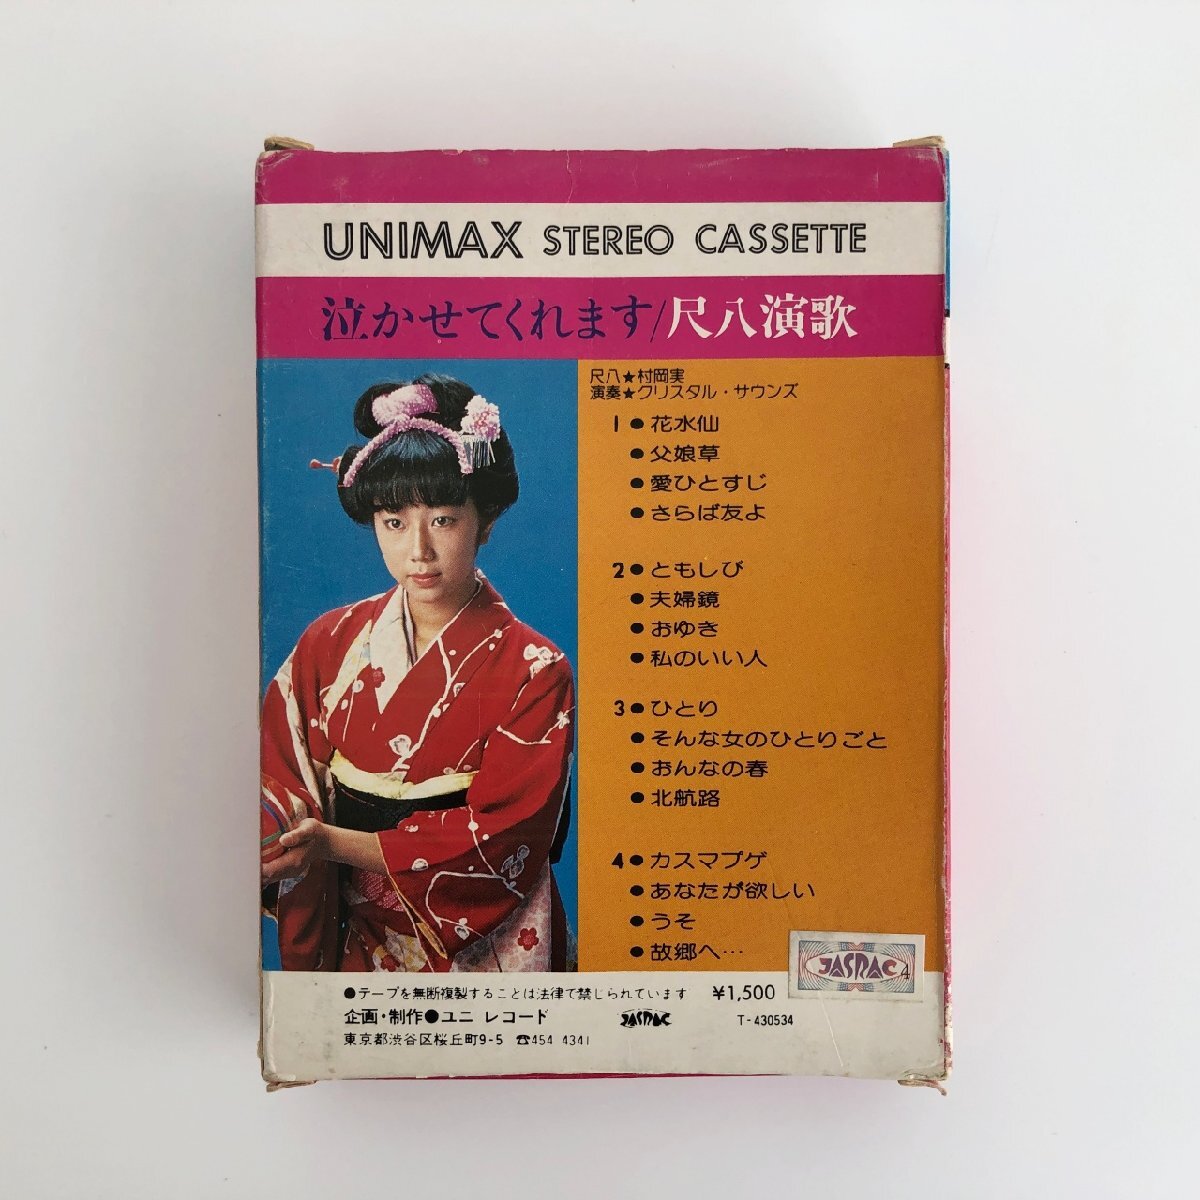 UNIMAX STEREO CASSETTE
泣かせてくれます/尺八演歌
尺八★村岡実
演奏★クリスタル・サウンズ
1●花水仙
●父娘草
●愛ひとすじ
●さらば友よ
2●ともしび
●夫婦鏡
●おゆき
●私のいい人
3●ひとり
●そんな女のひとりごと
●おんなの春
●北航路
4●カスマプゲ
●あなたが欲しい
●うそ
●故郷へ…
JASRAC 4
●テープを無断複製することは法律で禁じられています ¥1,500
企画・制作●ユニ レコード JASRAC T-430534
東京都渋谷区桜丘町9-5 ☎454 4341